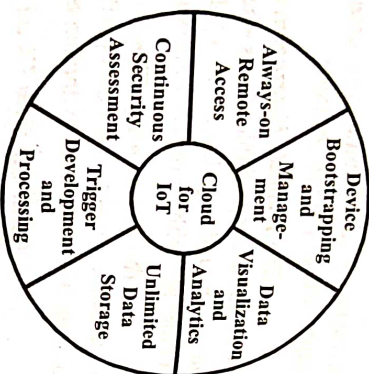 Device
Bootstrapping
and
Manage-
ment
Data
Visualization
and
Analytics
Unlimited
Data
Storage
Trigger
Development
and
Processing
Continuous
Security
Assessment
Always-on
Remote
Access
Cloud
for
IoT